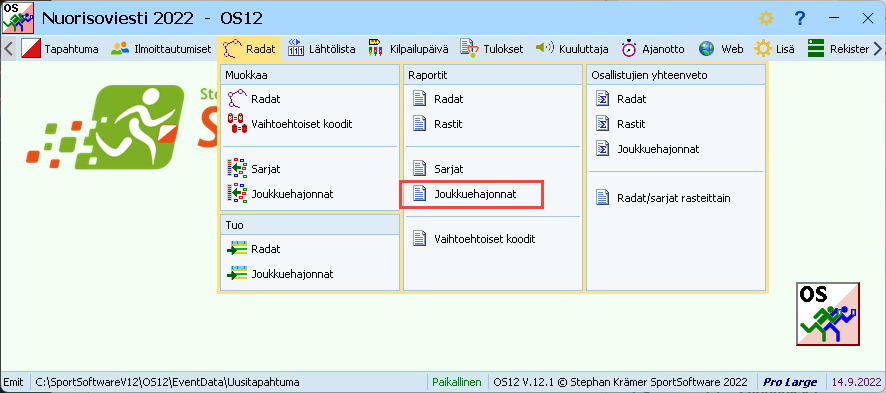 OS
Nuorisoviesti 2022 - OS12
?
Tapahtuma Ilmoittautumiset Radat Lähtölista Kilpailupäivä Tulokset Kuuluttaja Ajanotto Web Lisä Rekister
Ste
S
Muokkaa
Radat
Vaihtoehtoiset koodit
Sarjat
Joukkuehajonnat
Tuo
Radat
Joukkuehajonnat
Raportit
Radat
Rastit
Sarjat
Joukkuehajonnat
Vaihtoehtoiset koodit
Osallistujien yhteenveto
Radat
Rastit
Joukkuehajonnat
Radat/sarjat rasteittain
OS
Emit C:\SportSoftwareV12\OS12\EventData\Uusitapahtuma Paikallinen OS12 V.12.1 © Stephan Krämer SportSoftware 2022 Pro Large 14.9.2022